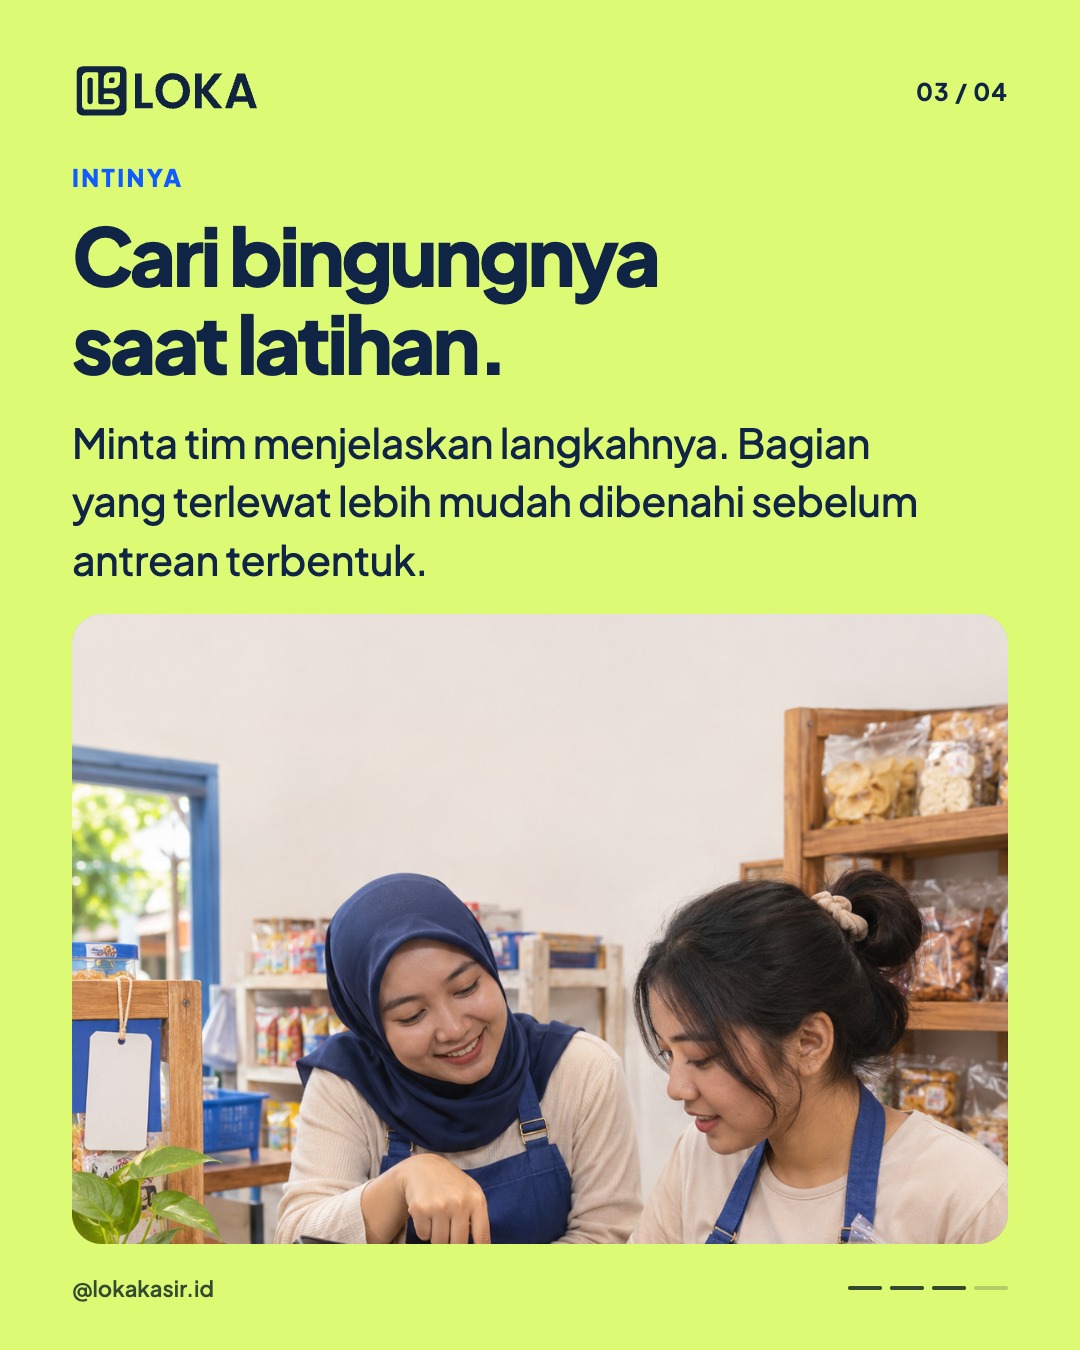 LOKA
03 / 04
INTINYA
Cari bingungnya
saat latihan.
Minta tim menjelaskan langkahnya. Bagian
yang terlewat lebih mudah dibenahi sebelum
antrean terbentuk.
@lokakasir.id